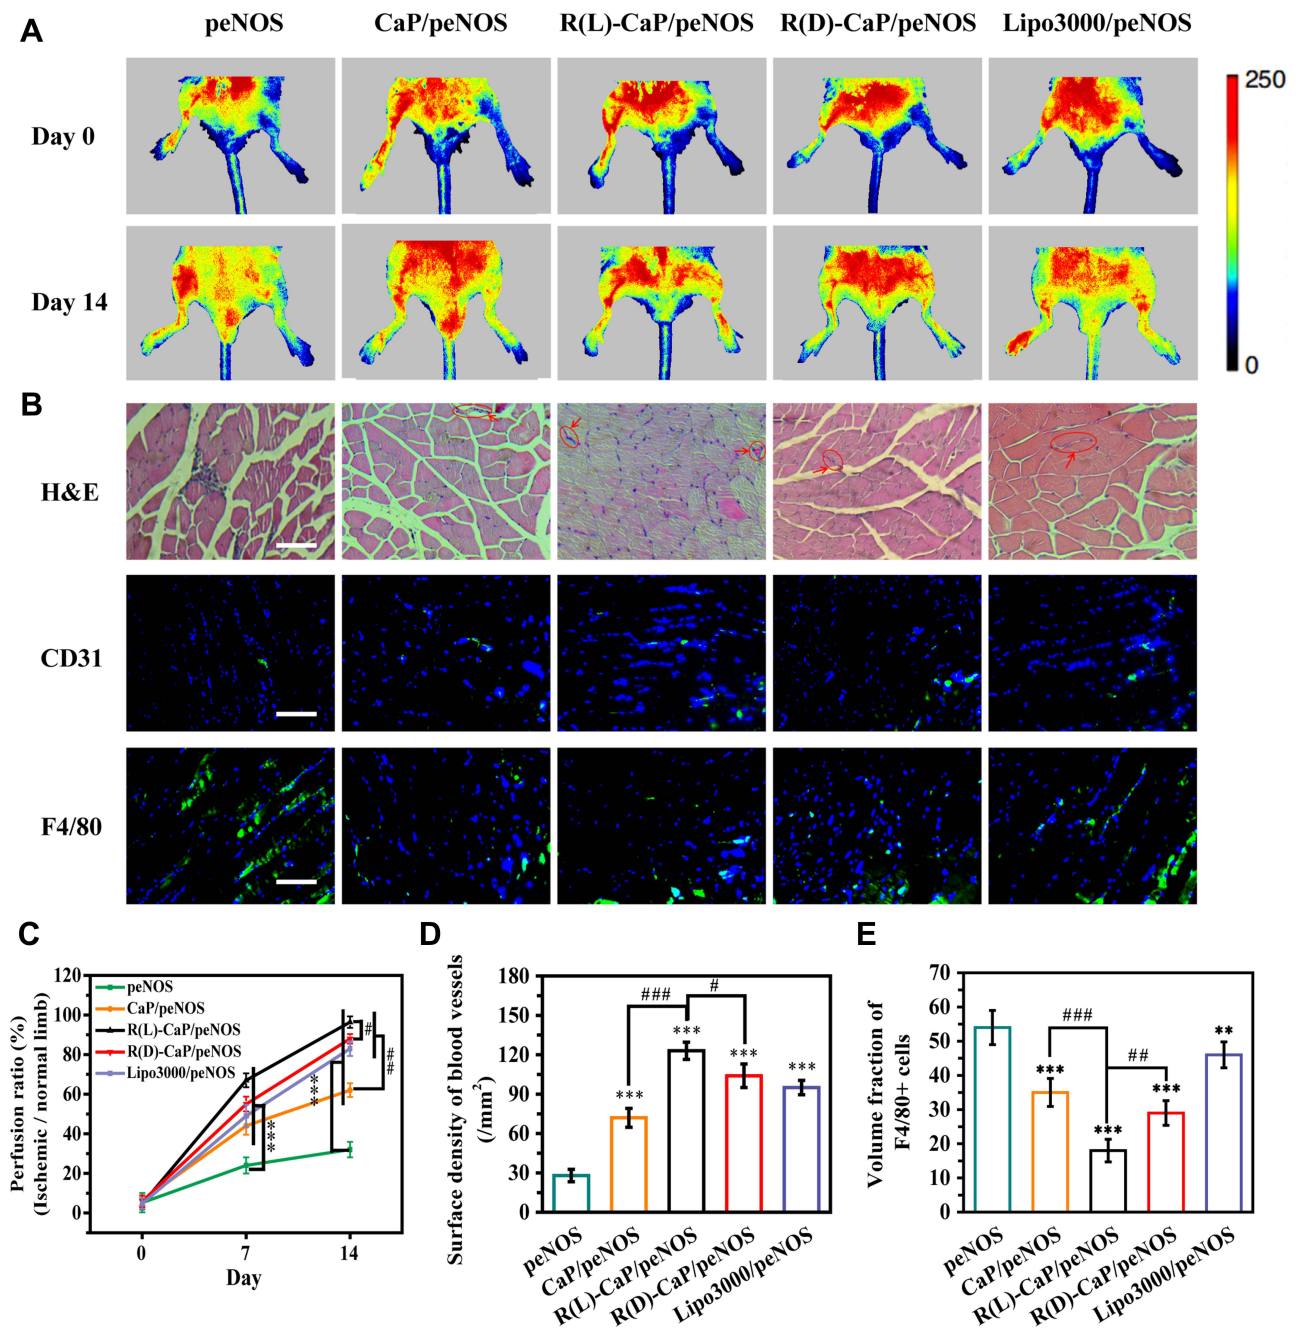 A
peNOS
CaP/peNOS
R(L)-CaP/peNOS
R(D)-CaP/peNOS
Lipo3000/peNOS
Day 0
250
0
Day 14
B
H&E
CD31
F4/80
C
Perfusion ratio (%)
(Ischemic / normal limb)
120
100
80
60
40
20
0
peNOS
CaP/peNOS
R(L)-CaP/peNOS
R(D)-CaP/peNOS
Lipo3000/peNOS
***
***
#
##
0
7
14
Day
D
Surface density of blood vessels
(/mm²)
180
150
120
90
60
30
0
###
#
***
***
***
***
peNOS
CaP/peNOS
R(L)-CaP/peNOS
R(D)-CaP/peNOS
Lipo3000/peNOS
E
Volume fraction of
F4/80+ cells
70
60
50
40
30
20
10
0
###
##
***
***
***
**
peNOS
CaP/peNOS
R(L)-CaP/peNOS
R(D)-CaP/peNOS
Lipo3000/peNOS